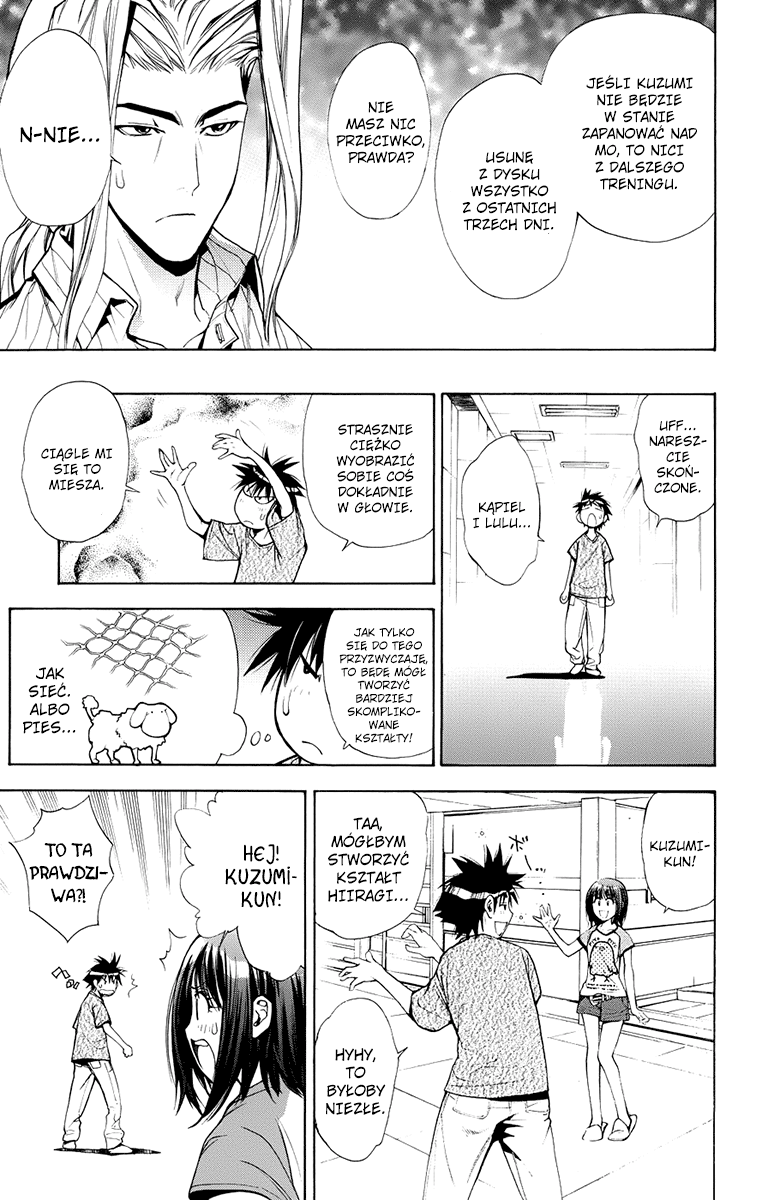 JEŚLI KUZUMI
NIE BĘDZIE
W STANIE
ZAPANOWAĆ NAD
MO, TO NICI
Z DALSZEGO
TRENINGU.
USUNĘ
Z DYSKU
WSZYSTKO
Z OSTATNICH
TRZECH DNI.
NIE
MASZ NIC
PRZECIWKO,
PRAWDA?
N-NIE...
UFF...
NARESZ-
CIE
SKOŃ-
CZONE.
KĄPIEL
I LULU...
STRASZNIE
CIĘŻKO
WYOBRAZIĆ
SOBIE COŚ
DOKŁADNIE
W GŁOWIE.
CIĄGLE MI
SIĘ TO
MIESZA.
JAK TYLKO
SIĘ DO TEGO
PRZYZWYCZAJĘ,
TO BĘDĘ MÓGŁ
TWORZYĆ
BARDZIEJ
SKOMPLIKO-
WANE
KSZTAŁTY!
JAK
SIEĆ.
ALBO
PIES...
KUZUMI-
KUN!
TAA,
MÓGŁBYM
STWORZYĆ
KSZTAŁT
HIIRAGI...
HYHY,
TO
BYŁOBY
NIEZŁE.
HEJ!
KUZUMI-
KUN!
TO TA
PRAWDZI-
WA?!